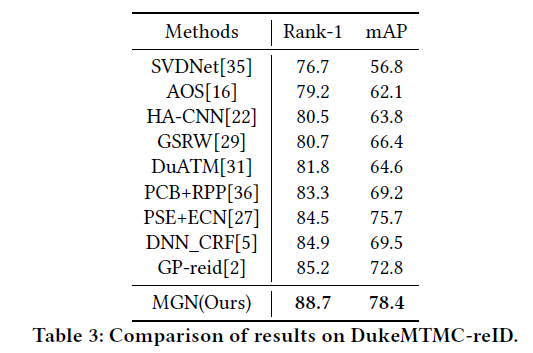 Methods Rank-1 mAP
SVDNet[35] 76.7 56.8
AOS[16] 79.2 62.1
HA-CNN[22] 80.5 63.8
GSRW[29] 80.7 66.4
DuATM[31] 81.8 64.6
PCB+RPP[36] 83.3 69.2
PSE+ECN[27] 84.5 75.7
DNN_CRF[5] 84.9 69.5
GP-reid[2] 85.2 72.8
MGN(Ours) 88.7 78.4
Table 3: Comparison of results on DukeMTMC-reID.